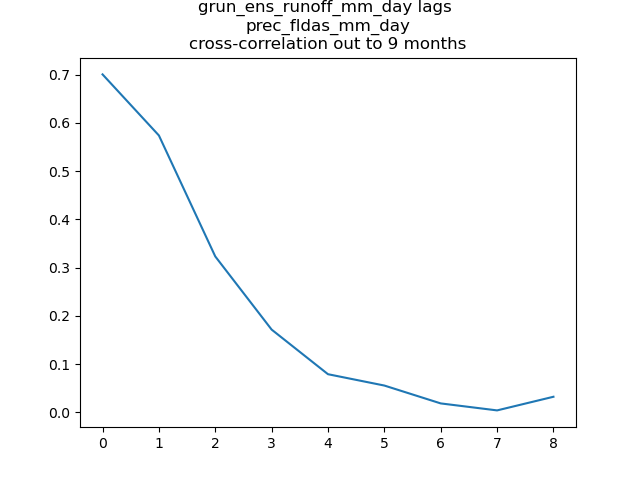 grun_ens_runoff_mm_day lags
prec_fldas_mm_day
cross-correlation out to 9 months
0.7
0.6
0.5
0.4
0.3
0.2
0.1
0.0
0 1 2 3 4 5 6 7 8